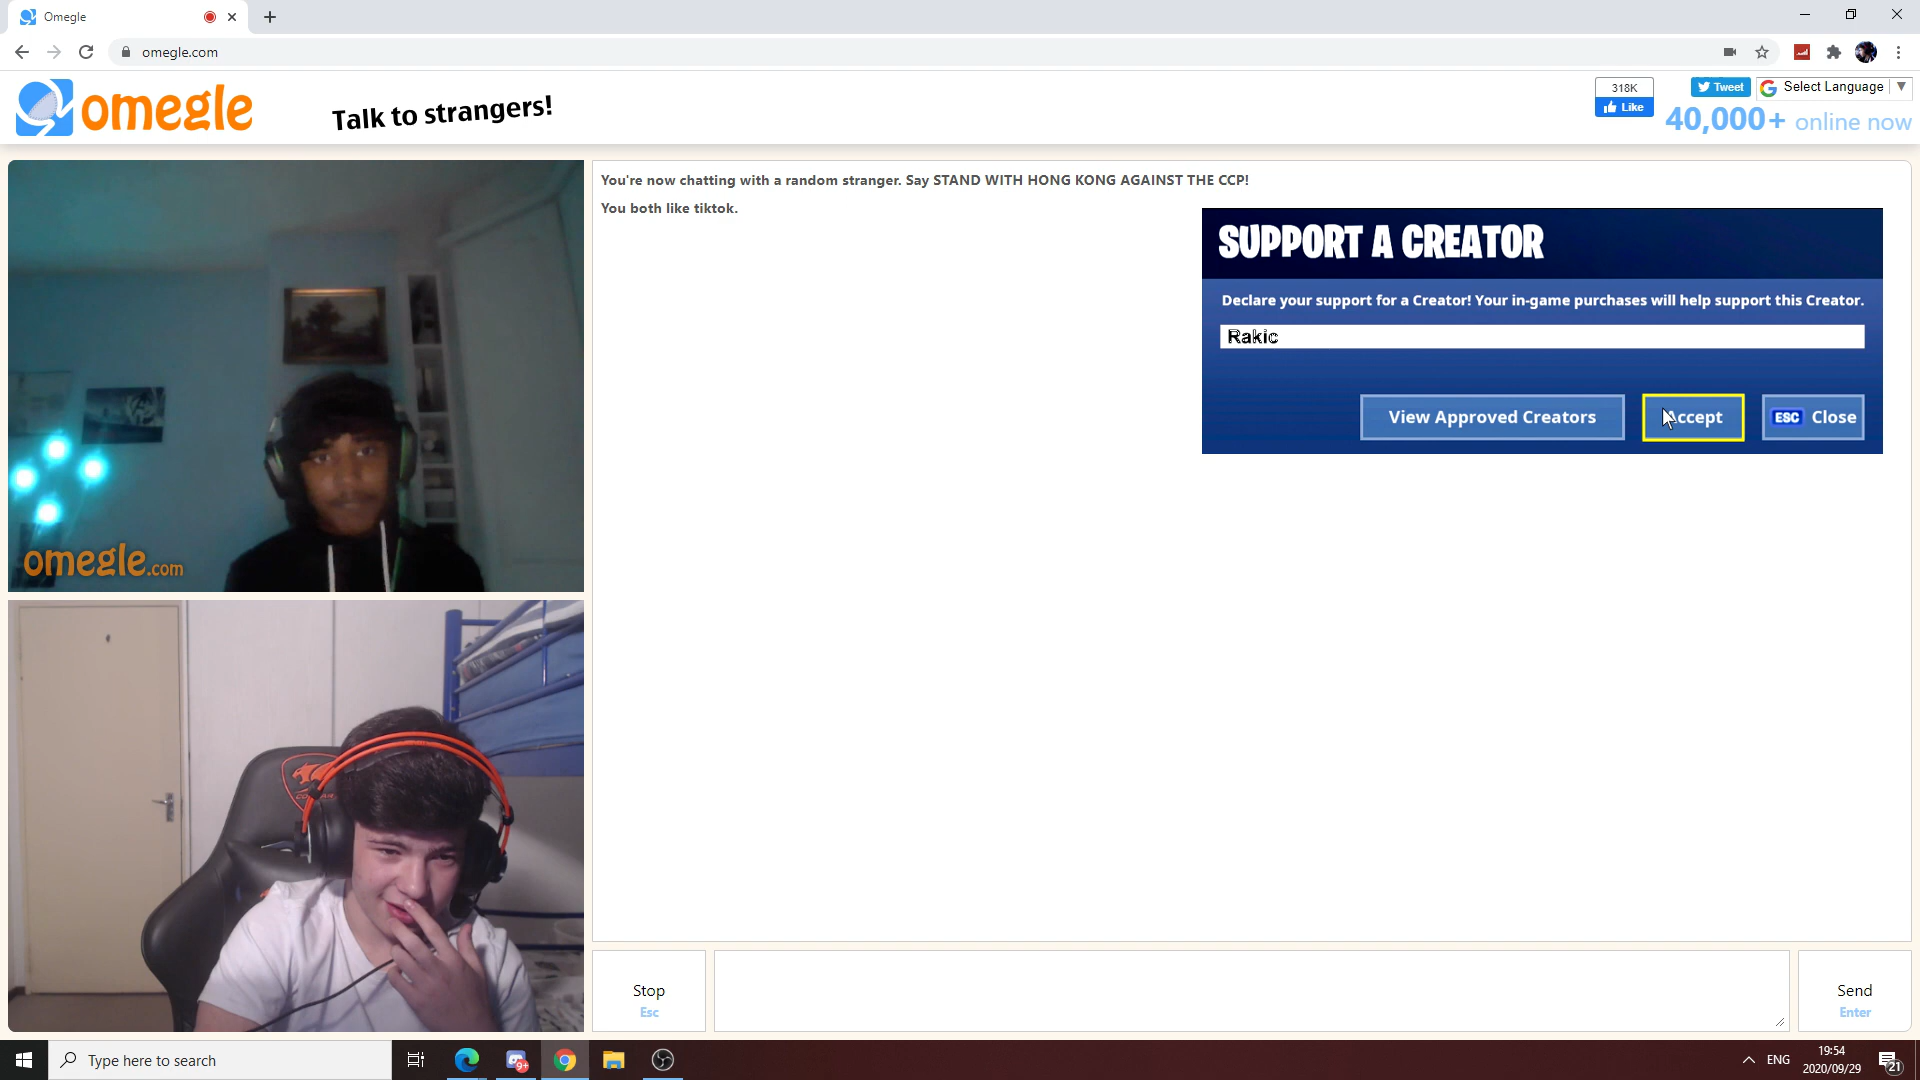 Omegle
omegle.com
omegle
Talk to strangers!
318K
Like
Tweet
Select Language
40,000+ online now
You're now chatting with a random stranger. Say STAND WITH HONG KONG AGAINST THE CCP!
You both like tiktok.
SUPPORT A CREATOR
Declare your support for a Creator! Your in-game purchases will help support this Creator.
Rakic
View Approved Creators
Accept
ESC Close
omegle.com
COUGAR
Stop
Esc
Send
Enter
Type here to search
9+
ENG
19:54
2020/09/29
21